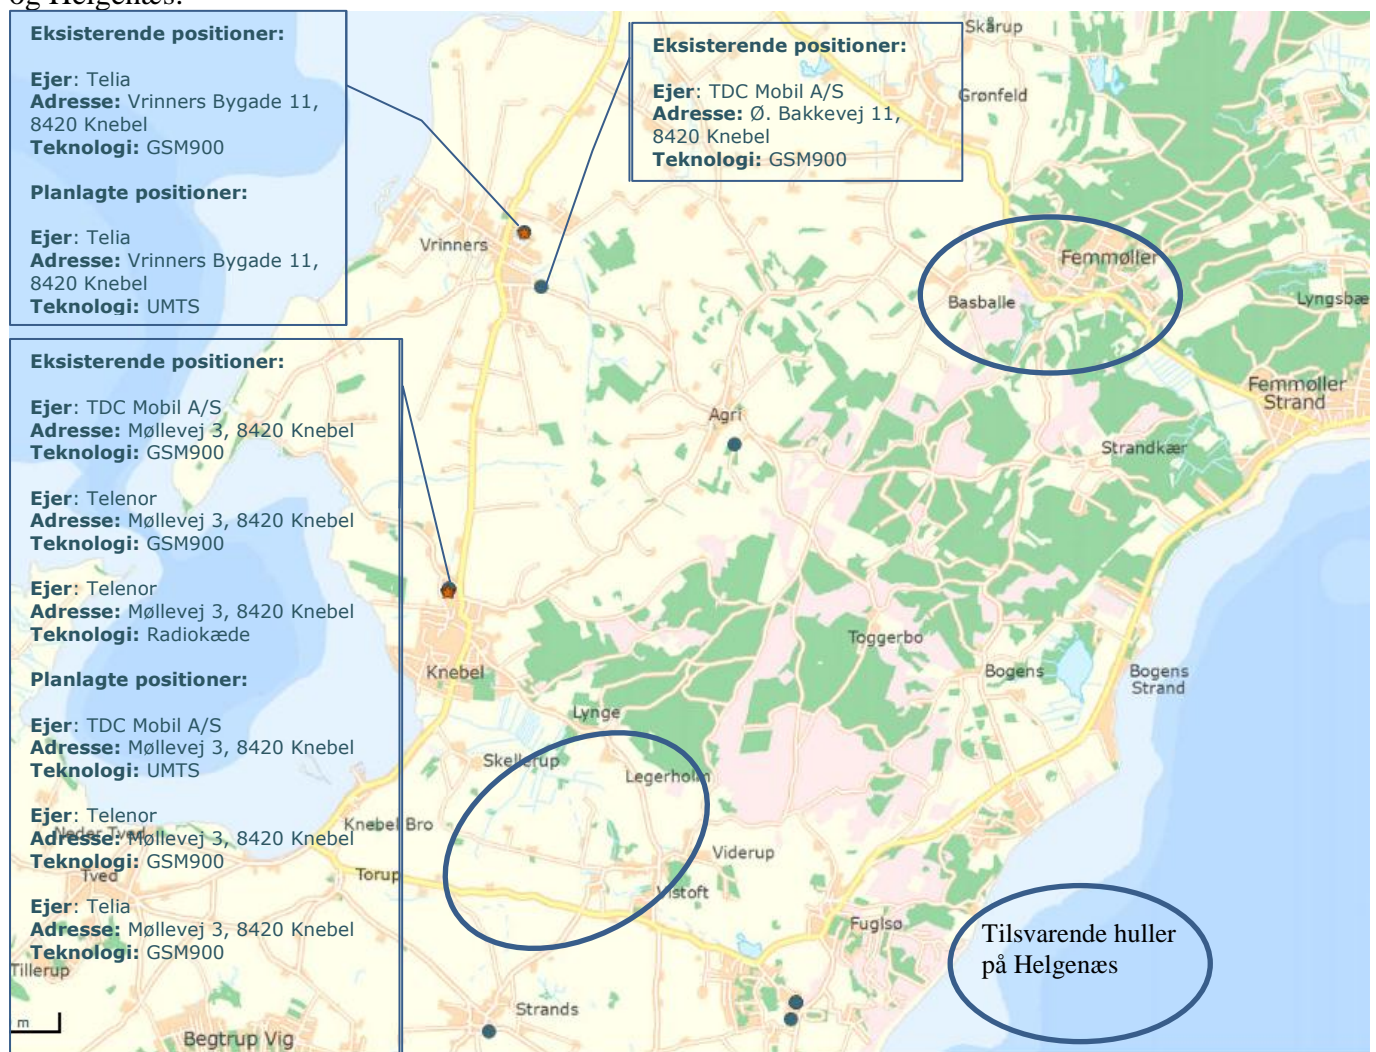 og Helgenæs.
Eksisterende positioner:
Ejer: Telia
Adresse: Vrinners Bygade 11,
8420 Knebel
Teknologi: GSM900
Planlagte positioner:
Ejer: Telia
Adresse: Vrinners Bygade 11,
8420 Knebel
Teknologi: UMTS
Eksisterende positioner:
Ejer: TDC Mobil A/S
Adresse: Ø. Bakkevej 11,
8420 Knebel
Teknologi: GSM900
Eksisterende positioner:
Ejer: TDC Mobil A/S
Adresse: Møllevej 3, 8420 Knebel
Teknologi: GSM900
Ejer: Telenor
Adresse: Møllevej 3, 8420 Knebel
Teknologi: GSM900
Ejer: Telenor
Adresse: Møllevej 3, 8420 Knebel
Teknologi: Radiokæde
Planlagte positioner:
Ejer: TDC Mobil A/S
Adresse: Møllevej 3, 8420 Knebel
Teknologi: UMTS
Ejer: Telenor
Adresse: Møllevej 3, 8420 Knebel
Teknologi: GSM900
Ejer: Telia
Adresse: Møllevej 3, 8420 Knebel
Teknologi: GSM900
Skårup
Grønfeld
Vrinners
Femmøller
Basballe
Lyngsbæ
Femmøller
Strand
Agri
Strandkær
Toggerbo
Knebel
Bogens
Bogens
Strand
Lynge
Skellerup
Legerholm
Knebel Bro
Neder Tved
Viderup
Tved
Torup
Vistoft
Fuglsø
Tilsvarende huller
på Helgenæs
Tillerup
Strands
m
Begtrup Vig